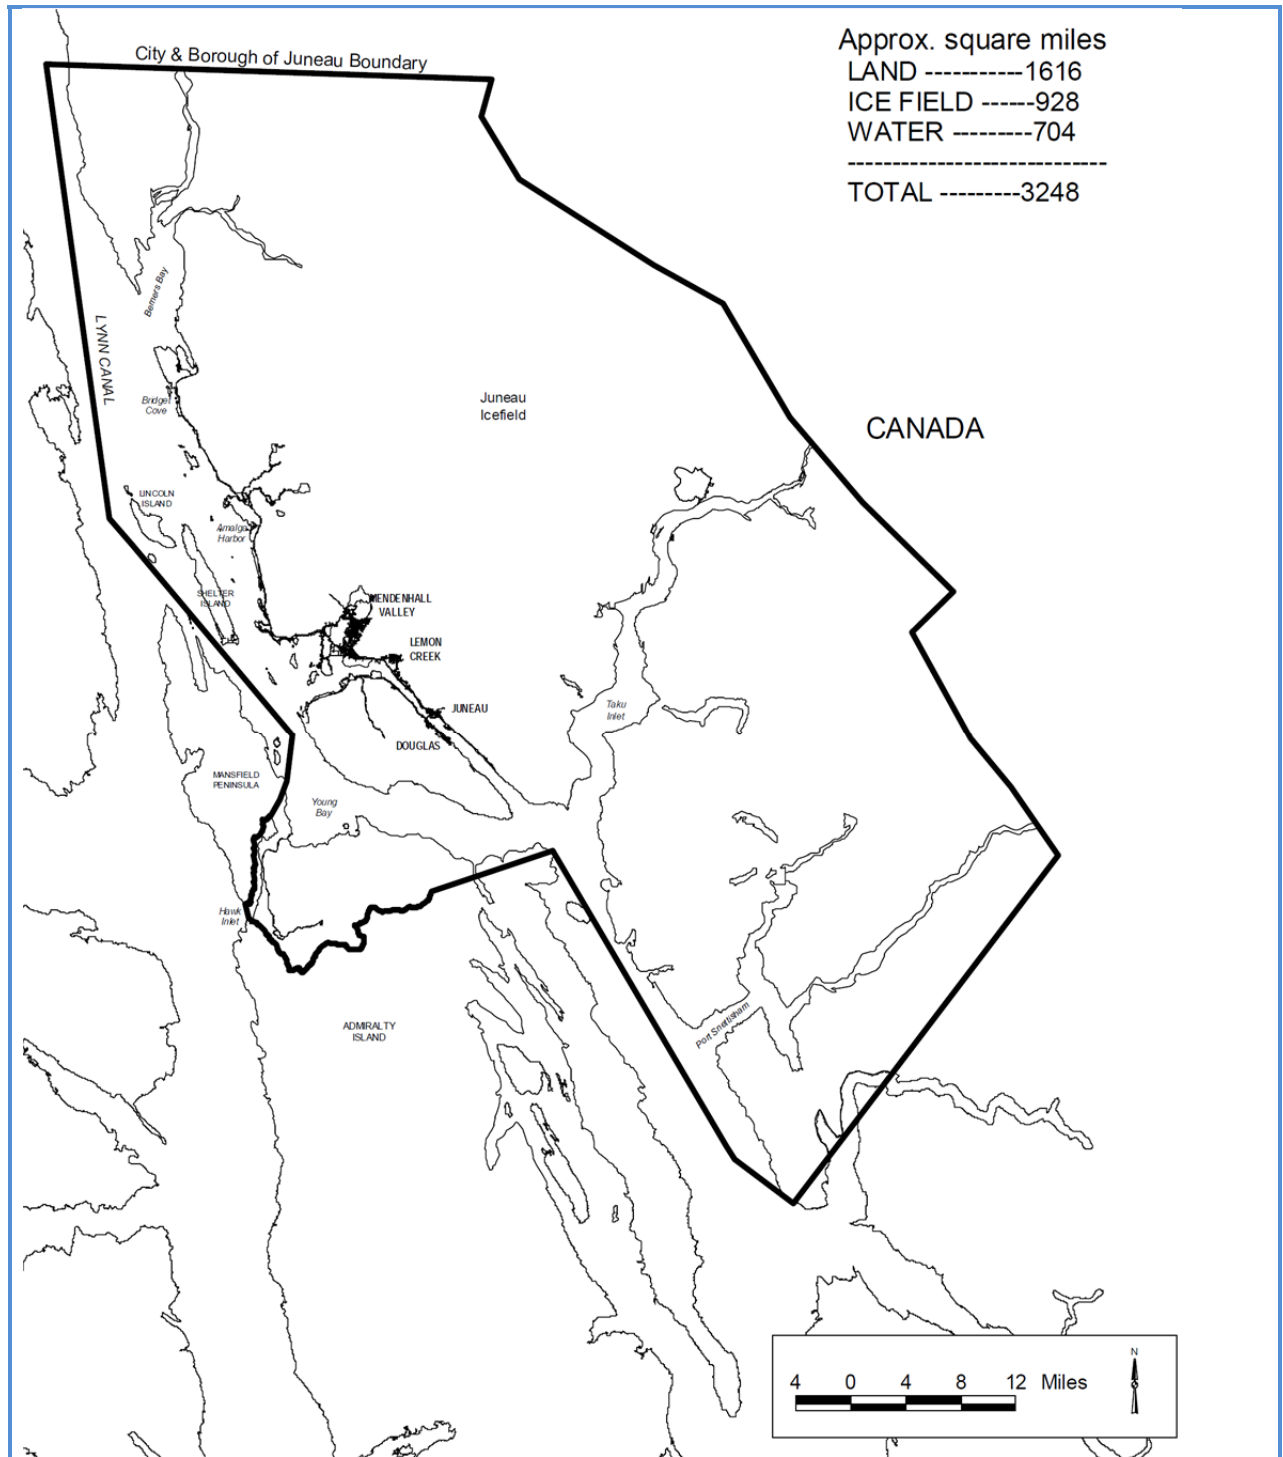 City & Borough of Juneau Boundary
Approx. square miles
LAND -----------1616
ICE FIELD ------928
WATER ---------704
-----------------------------
TOTAL ---------3248
Berners Bay
LYNN CANAL
Bridget
Cove
Juneau
Icefield
CANADA
LINCOLN
ISLAND
Amalga
Harbor
SHELTER
ISLAND
MENDENHALL
VALLEY
LEMON
CREEK
JUNEAU
DOUGLAS
Taku
Inlet
MANSFIELD
PENINSULA
Young
Bay
Hawk
Inlet
ADMIRALTY
ISLAND
Port Snettisham
N
4 0 4 8 12 Miles